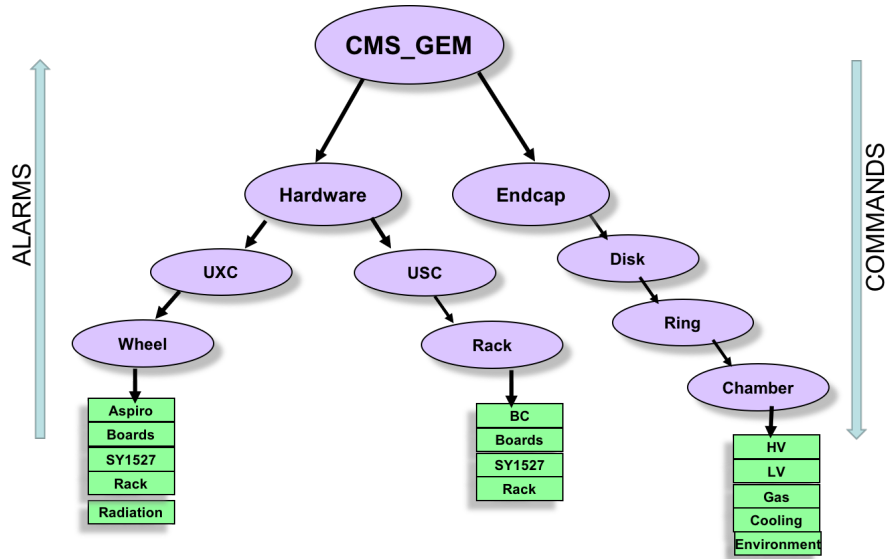 CMS_GEM
ALARMS
COMMANDS
Hardware
Endcap
UXC
USC
Disk
Wheel
Rack
Ring
Chamber
Aspiro
Boards
SY1527
Rack
Radiation
BC
Boards
SY1527
Rack
HV
LV
Gas
Cooling
Environment